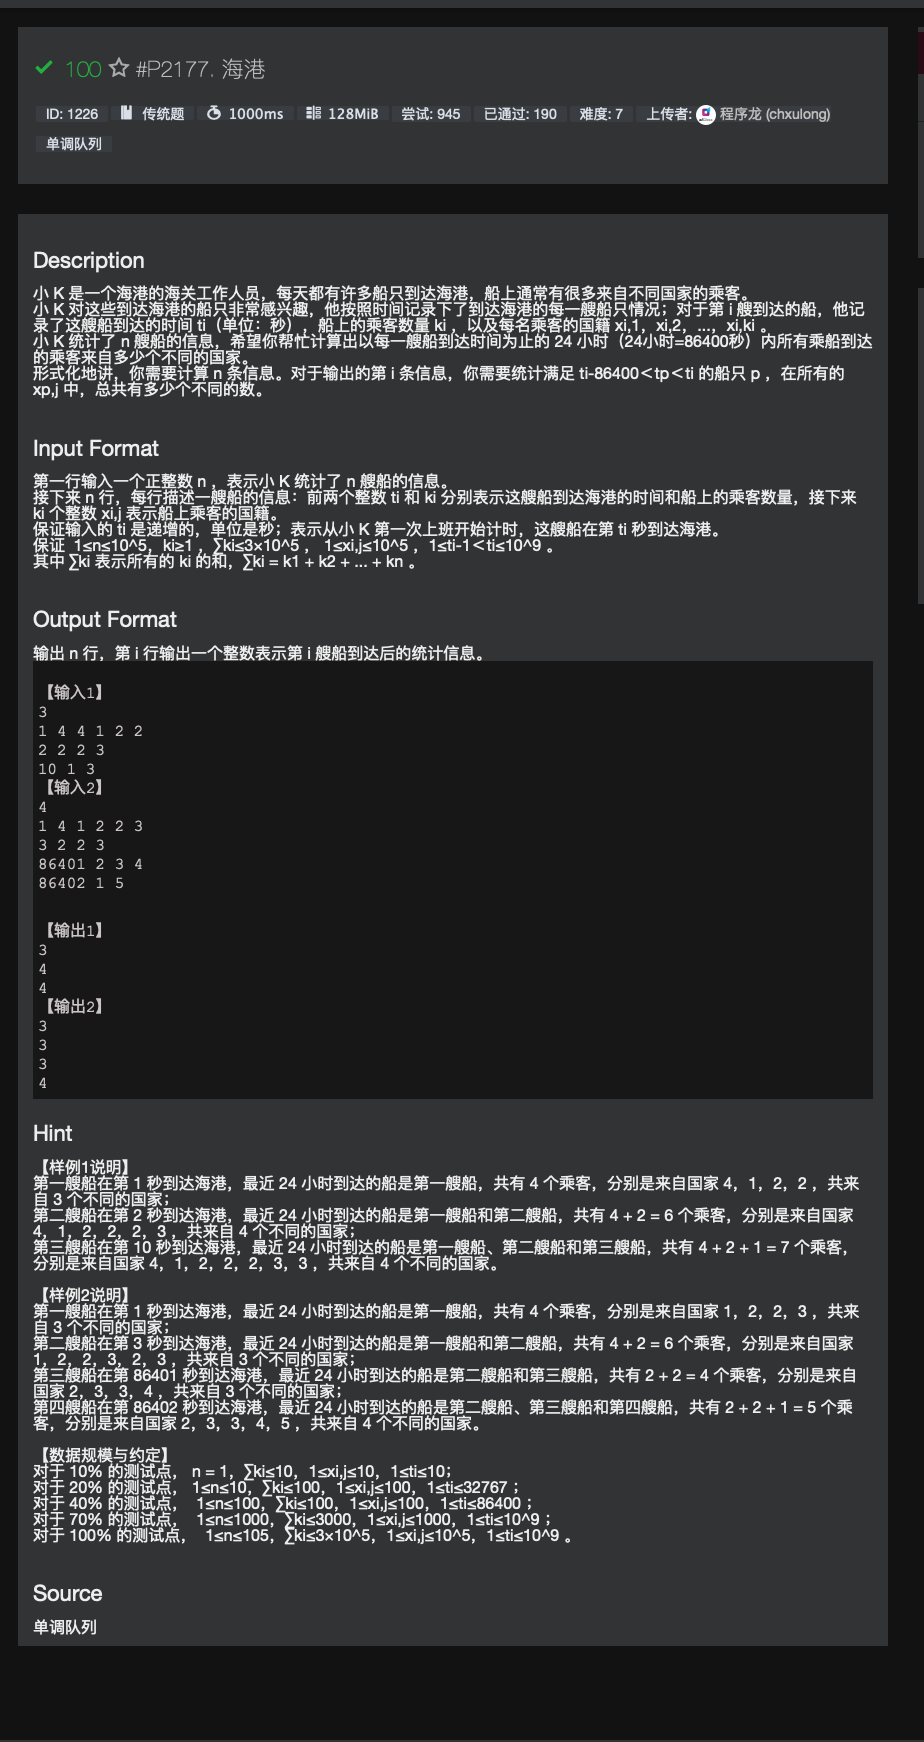 100 #P2177. 海港
ID: 1226 传统题 1000ms 128MiB 尝试: 945 已通过: 190 难度: 7 上传者: 程序龙 (chxulong)
单调队列
Description
小 K 是一个海港的海关工作人员，每天都有许多船只到达海港，船上通常有很多来自不同国家的乘客。
小 K 对这些到达海港的船只非常感兴趣，他按照时间记录下了到达海港的每一艘船只情况；对于第 i 艘到达的船，他记
录了这艘船到达的时间 ti（单位：秒），船上的乘客数量 ki ，以及每名乘客的国籍 xi,1，xi,2，…，xi,ki 。
小 K 统计了 n 艘船的信息，希望你帮忙计算出以每一艘船到达时间为止的 24 小时（24小时=86400秒）内所有乘船到达
的乘客来自多少个不同的国家。
形式化地讲，你需要计算 n 条信息。对于输出的第 i 条信息，你需要统计满足 ti-86400＜tp＜ti 的船只 p ，在所有的
xp,j 中，总共有多少个不同的数。
Input Format
第一行输入一个正整数 n ，表示小 K 统计了 n 艘船的信息。
接下来 n 行，每行描述一艘船的信息：前两个整数 ti 和 ki 分别表示这艘船到达海港的时间和船上的乘客数量，接下来
ki 个整数 xi,j 表示船上乘客的国籍。
保证输入的 ti 是递增的，单位是秒；表示从小 K 第一次上班开始计时，这艘船在第 ti 秒到达海港。
保证  1≤n≤10^5，ki≥1 ，∑ki≤3×10^5 ， 1≤xi,j≤10^5 ，1≤ti-1＜ti≤10^9 。
其中 ∑ki 表示所有的 ki 的和，∑ki = k1 + k2 + ... + kn 。
Output Format
输出 n 行，第 i 行输出一个整数表示第 i 艘船到达后的统计信息。
【输入1】
3
1 4 4 1 2 2
2 2 2 3
10 1 3
【输入2】
4
1 4 1 2 2 3
3 2 2 3
86401 2 3 4
86402 1 5
【输出1】
3
4
4
【输出2】
3
3
3
4
Hint
【样例1说明】
第一艘船在第 1 秒到达海港，最近 24 小时到达的船是第一艘船，共有 4 个乘客，分别是来自国家 4，1，2，2 ，共来
自 3 个不同的国家；
第二艘船在第 2 秒到达海港，最近 24 小时到达的船是第一艘船和第二艘船，共有 4 + 2 = 6 个乘客，分别是来自国家
4，1，2，2，2，3 ，共来自 4 个不同的国家；
第三艘船在第 10 秒到达海港，最近 24 小时到达的船是第一艘船、第二艘船和第三艘船，共有 4 + 2 + 1 = 7 个乘客，
分别是来自国家 4，1，2，2，2，3，3 ，共来自 4 个不同的国家。
【样例2说明】
第一艘船在第 1 秒到达海港，最近 24 小时到达的船是第一艘船，共有 4 个乘客，分别是来自国家 1，2，2，3 ，共来
自 3 个不同的国家；
第二艘船在第 3 秒到达海港，最近 24 小时到达的船是第一艘船和第二艘船，共有 4 + 2 = 6 个乘客，分别是来自国家
1，2，2，3，2，3 ，共来自 3 个不同的国家；
第三艘船在第 86401 秒到达海港，最近 24 小时到达的船是第二艘船和第三艘船，共有 2 + 2 = 4 个乘客，分别是来自
国家 2，3，3，4 ，共来自 3 个不同的国家；
第四艘船在第 86402 秒到达海港，最近 24 小时到达的船是第二艘船、第三艘船和第四艘船，共有 2 + 2 + 1 = 5 个乘
客，分别是来自国家 2，3，3，4，5 ，共来自 4 个不同的国家。
【数据规模与约定】
对于 10% 的测试点， n = 1，∑ki≤10，1≤xi,j≤10，1≤ti≤10；
对于 20% 的测试点， 1≤n≤10，∑ki≤100，1≤xi,j≤100，1≤ti≤32767 ；
对于 40% 的测试点，  1≤n≤100，∑ki≤100，1≤xi,j≤100，1≤ti≤86400 ；
对于 70% 的测试点，  1≤n≤1000，∑ki≤3000，1≤xi,j≤1000，1≤ti≤10^9 ；
对于 100% 的测试点，  1≤n≤105，∑ki≤3×10^5，1≤xi,j≤10^5，1≤ti≤10^9 。
Source
单调队列